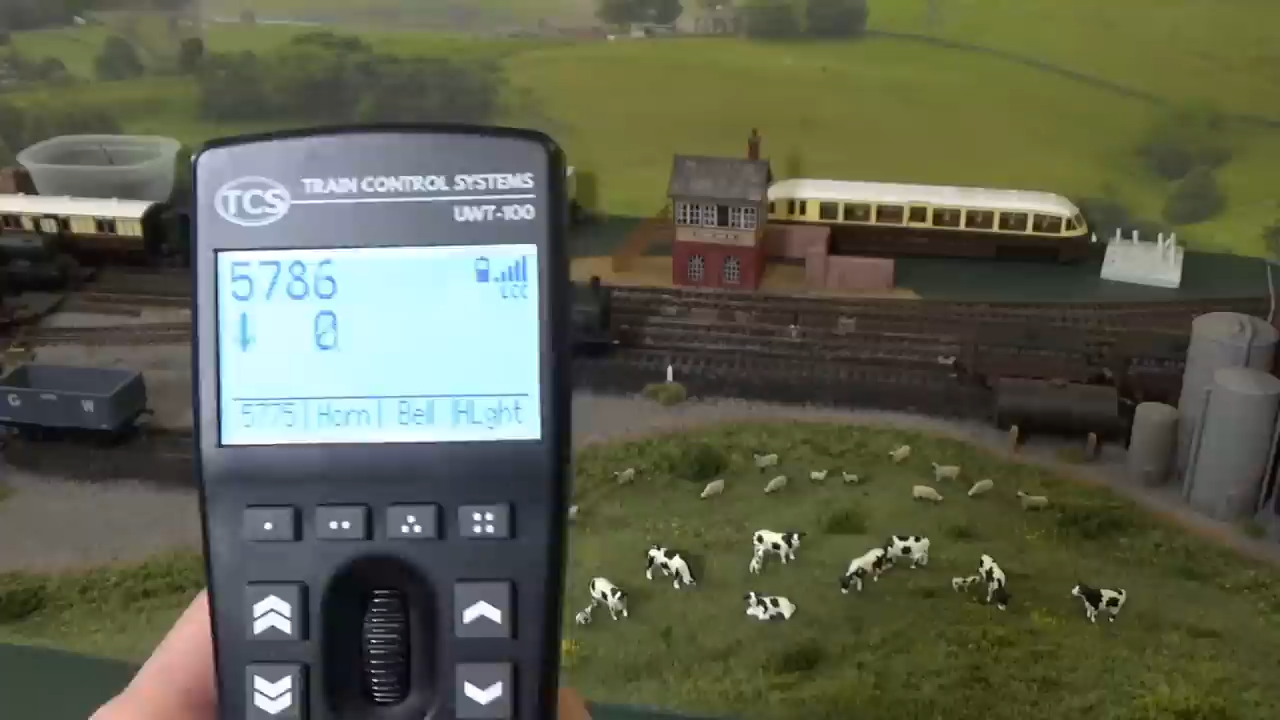 TCS
TRAIN CONTROL SYSTEMS
UWT-100
5786
LCC
↓ 0
5775 | Horn | Bell | HLght
G W